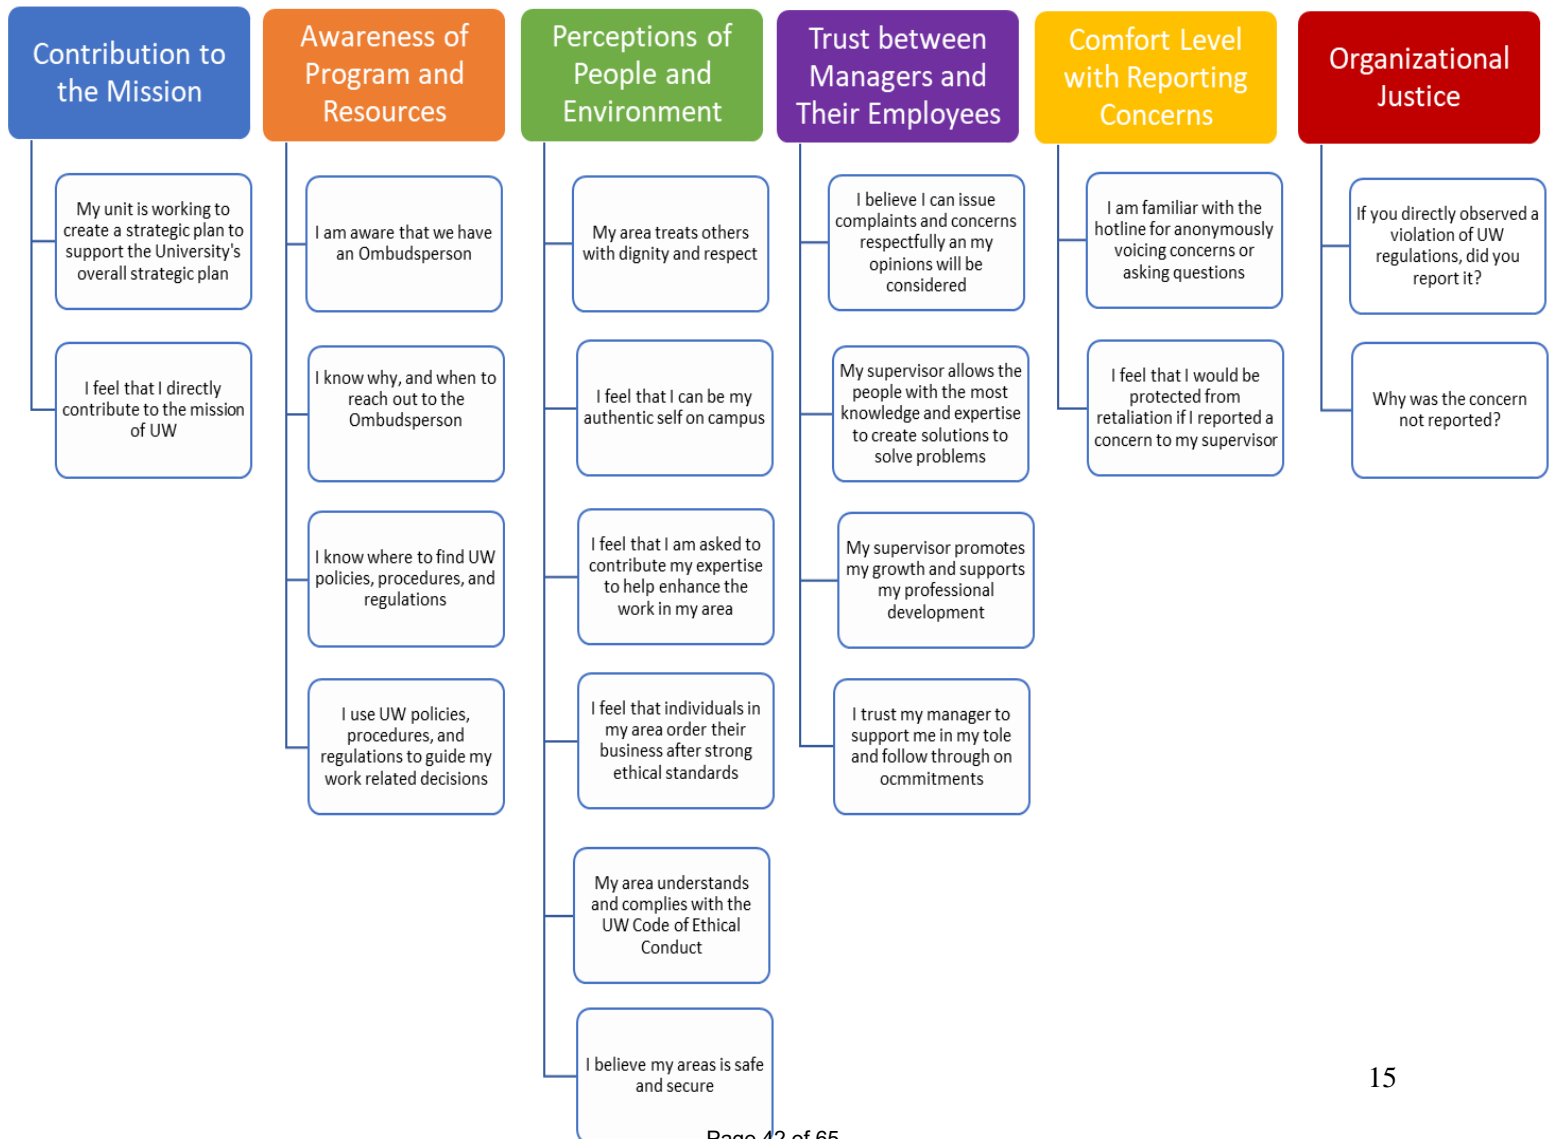 Contribution to
the Mission
My unit is working to
create a strategic plan to
support the University's
overall strategic plan
I feel that I directly
contribute to the mission
of UW
Awareness of
Program and
Resources
I am aware that we have
an Ombudsperson
I know why, and when to
reach out to the
Ombudsperson
I know where to find UW
policies, procedures, and
regulations
I use UW policies,
procedures, and
regulations to guide my
work related decisions
Perceptions of
People and
Environment
My area treats others
with dignity and respect
I feel that I can be my
authentic self on campus
I feel that I am asked to
contribute my expertise
to help enhance the
work in my area
I feel that individuals in
my area order their
business after strong
ethical standards
My area understands
and complies with the
UW Code of Ethical
Conduct
I believe my areas is safe
and secure
Trust between
Managers and
Their Employees
I believe I can issue
complaints and concerns
respectfully an my
opinions will be
considered
My supervisor allows the
people with the most
knowledge and expertise
to create solutions to
solve problems
My supervisor promotes
my growth and supports
my professional
development
I trust my manager to
support me in my tole
and follow through on
ocmmitments
Comfort Level
with Reporting
Concerns
I am familiar with the
hotline for anonymously
voicing concerns or
asking questions
I feel that I would be
protected from
retaliation if I reported a
concern to my supervisor
Organizational
Justice
If you directly observed a
violation of UW
regulations, did you
report it?
Why was the concern
not reported?
15
Page 42 of 65